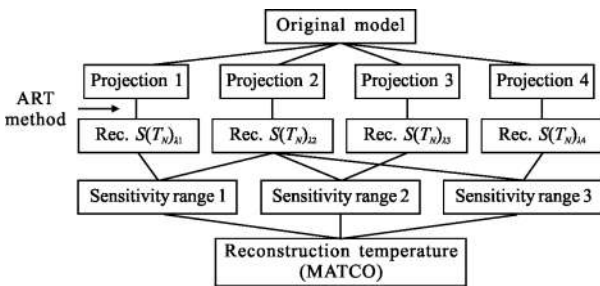 Original model
Projection 1 Projection 2 Projection 3 Projection 4
ART method
Rec. S(T_N)_λ1 Rec. S(T_N)_λ2 Rec. S(T_N)_λ3 Rec. S(T_N)_λ4
Sensitivity range 1 Sensitivity range 2 Sensitivity range 3
Reconstruction temperature
(MATCO)